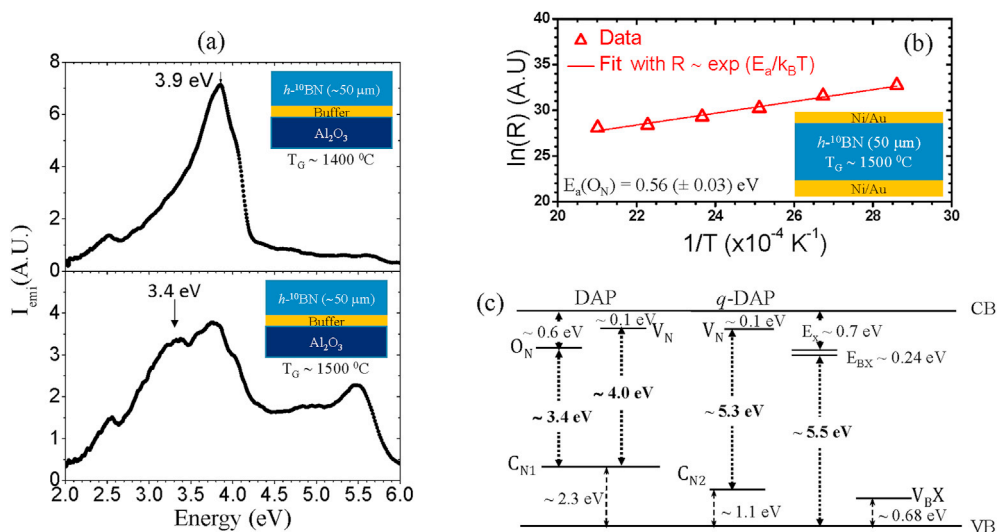 (a)
3.9 eV
h-¹⁰BN (~50 μm)
Buffer
Al₂O₃
T_G ~ 1400 ⁰C
8
6
4
2
0
3.4 eV
h-¹⁰BN (~50 μm)
Buffer
Al₂O₃
T_G ~ 1500 ⁰C
4
3
2
1
0
I_emi(A.U.)
2.0 2.5 3.0 3.5 4.0 4.5 5.0 5.5 6.0
Energy (eV)
(b)
Data
Fit with R ~ exp (E_a/k_BT)
40
35
30
25
20
ln(R) (A.U)
Ni/Au
h-¹⁰BN (50 μm)
T_G ~ 1500 ⁰C
Ni/Au
E_a(O_N) = 0.56 (± 0.03) eV
20 22 24 26 28 30
1/T (x10⁻⁴ K⁻¹)
(c)
DAP
q-DAP
CB
~ 0.6 eV
~ 0.1 eV
V_N
O_N
V_N
~ 0.1 eV
E_x ~ 0.7 eV
E_BX ~ 0.24 eV
~ 3.4 eV
~ 4.0 eV
~ 5.3 eV
~ 5.5 eV
C_N1
C_N2
V_BX
~ 2.3 eV
~ 1.1 eV
~ 0.68 eV
VB